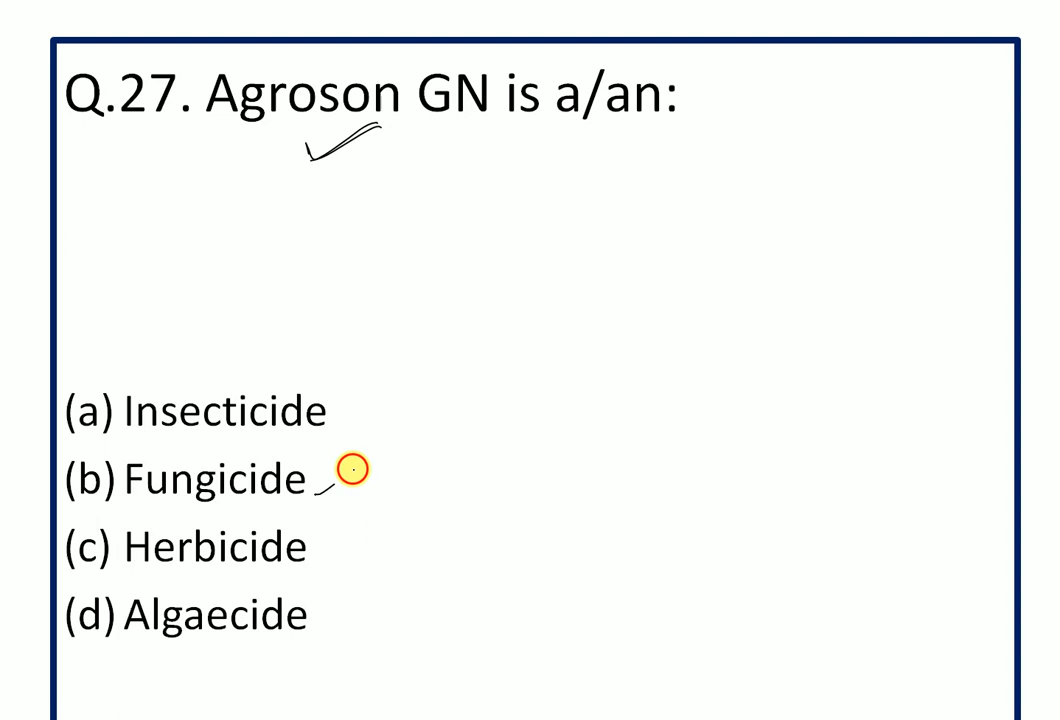 Q.27. Agroson GN is a/an:
(a) Insecticide
(b) Fungicide
(c) Herbicide
(d) Algaecide